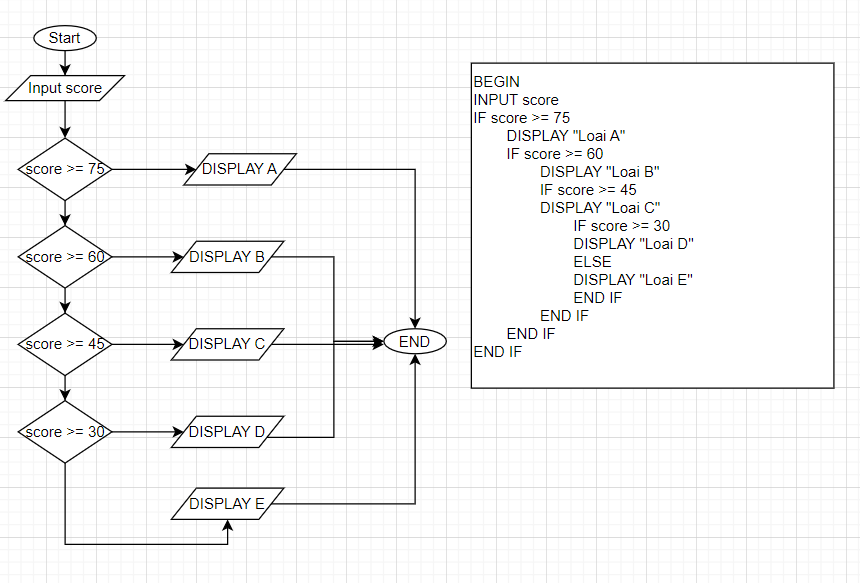 Start
Input score
score >= 75
DISPLAY A
score >= 60
DISPLAY B
score >= 45
DISPLAY C
END
score >= 30
DISPLAY D
DISPLAY E
BEGIN
INPUT score
IF score >= 75
DISPLAY "Loai A"
IF score >= 60
DISPLAY "Loai B"
IF score >= 45
DISPLAY "Loai C"
IF score >= 30
DISPLAY "Loai D"
ELSE
DISPLAY "Loai E"
END IF
END IF
END IF
END IF